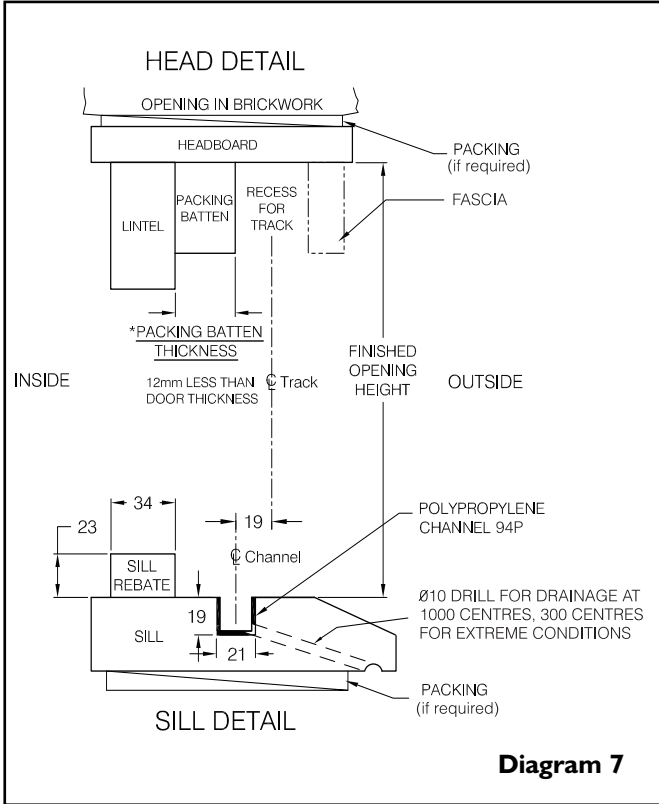 HEAD DETAIL
OPENING IN BRICKWORK
HEADBOARD
PACKING
(if required)
LINTEL
PACKING
BATTEN
RECESS
FOR
TRACK
FASCIA
*PACKING BATTEN
THICKNESS
12mm LESS THAN
DOOR THICKNESS
℄ Track
FINISHED
OPENING
HEIGHT
INSIDE
OUTSIDE
34
23
19
℄ Channel
POLYPROPYLENE
CHANNEL 94P
SILL
REBATE
SILL
19
21
Ø10 DRILL FOR DRAINAGE AT
1000 CENTRES, 300 CENTRES
FOR EXTREME CONDITIONS
PACKING
(if required)
SILL DETAIL
Diagram 7